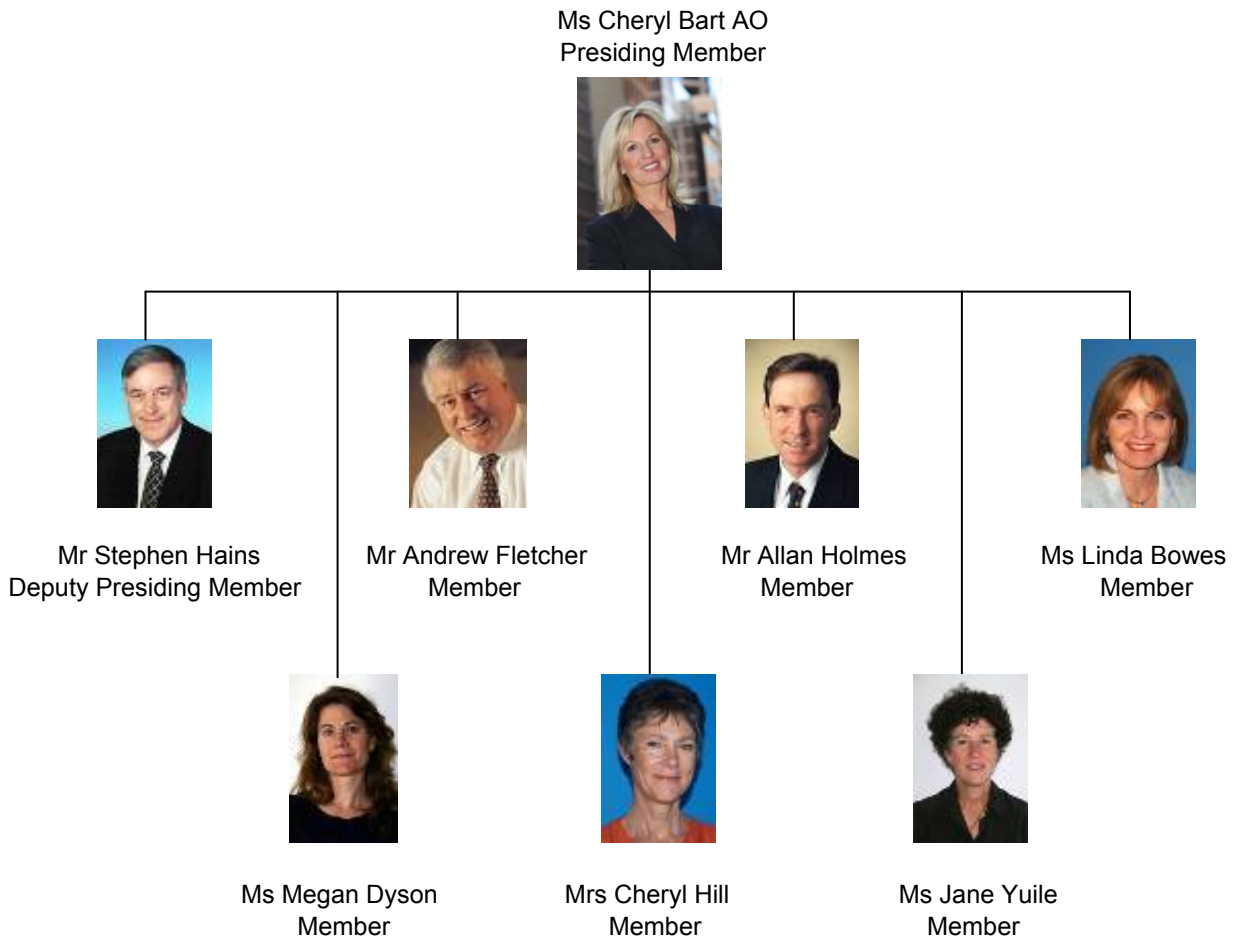 Ms Cheryl Bart AO
Presiding Member
Mr Stephen Hains
Deputy Presiding Member
Mr Andrew Fletcher
Member
Mr Allan Holmes
Member
Ms Linda Bowes
Member
Ms Megan Dyson
Member
Mrs Cheryl Hill
Member
Ms Jane Yuile
Member